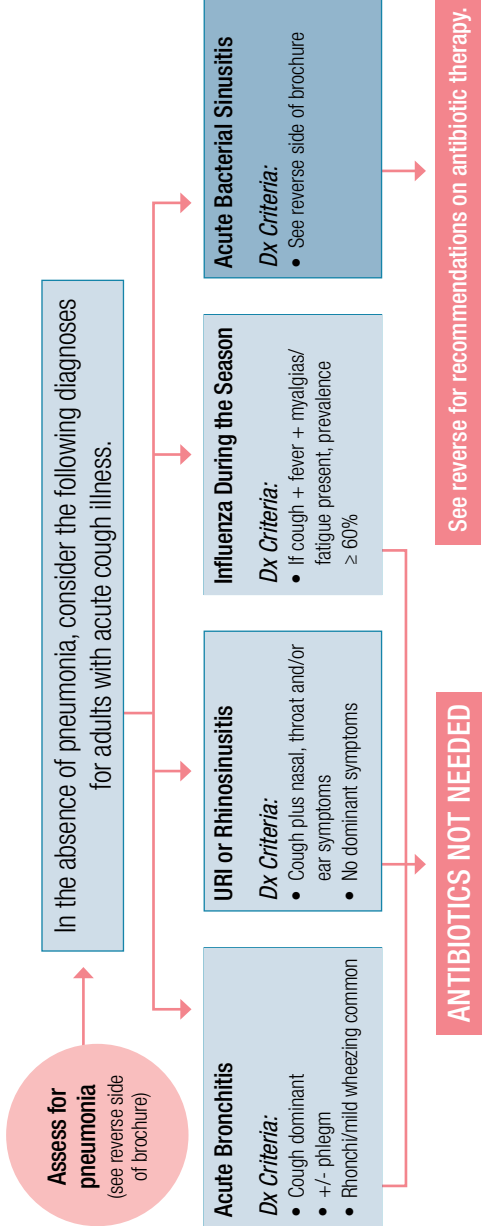 Assess for
pneumonia
(see reverse side
of brochure)
In the absence of pneumonia, consider the following diagnoses
for adults with acute cough illness.
Acute Bronchitis
Dx Criteria:
• Cough dominant
• +/- phlegm
• Rhonchi/mild wheezing common
URI or Rhinosinusitis
Dx Criteria:
• Cough plus nasal, throat and/or
ear symptoms
• No dominant symptoms
Influenza During the Season
Dx Criteria:
• If cough + fever + myalgias/
fatigue present, prevalence
≥ 60%
Acute Bacterial Sinusitis
Dx Criteria:
• See reverse side of brochure
ANTIBIOTICS NOT NEEDED
See reverse for recommendations on antibiotic therapy.